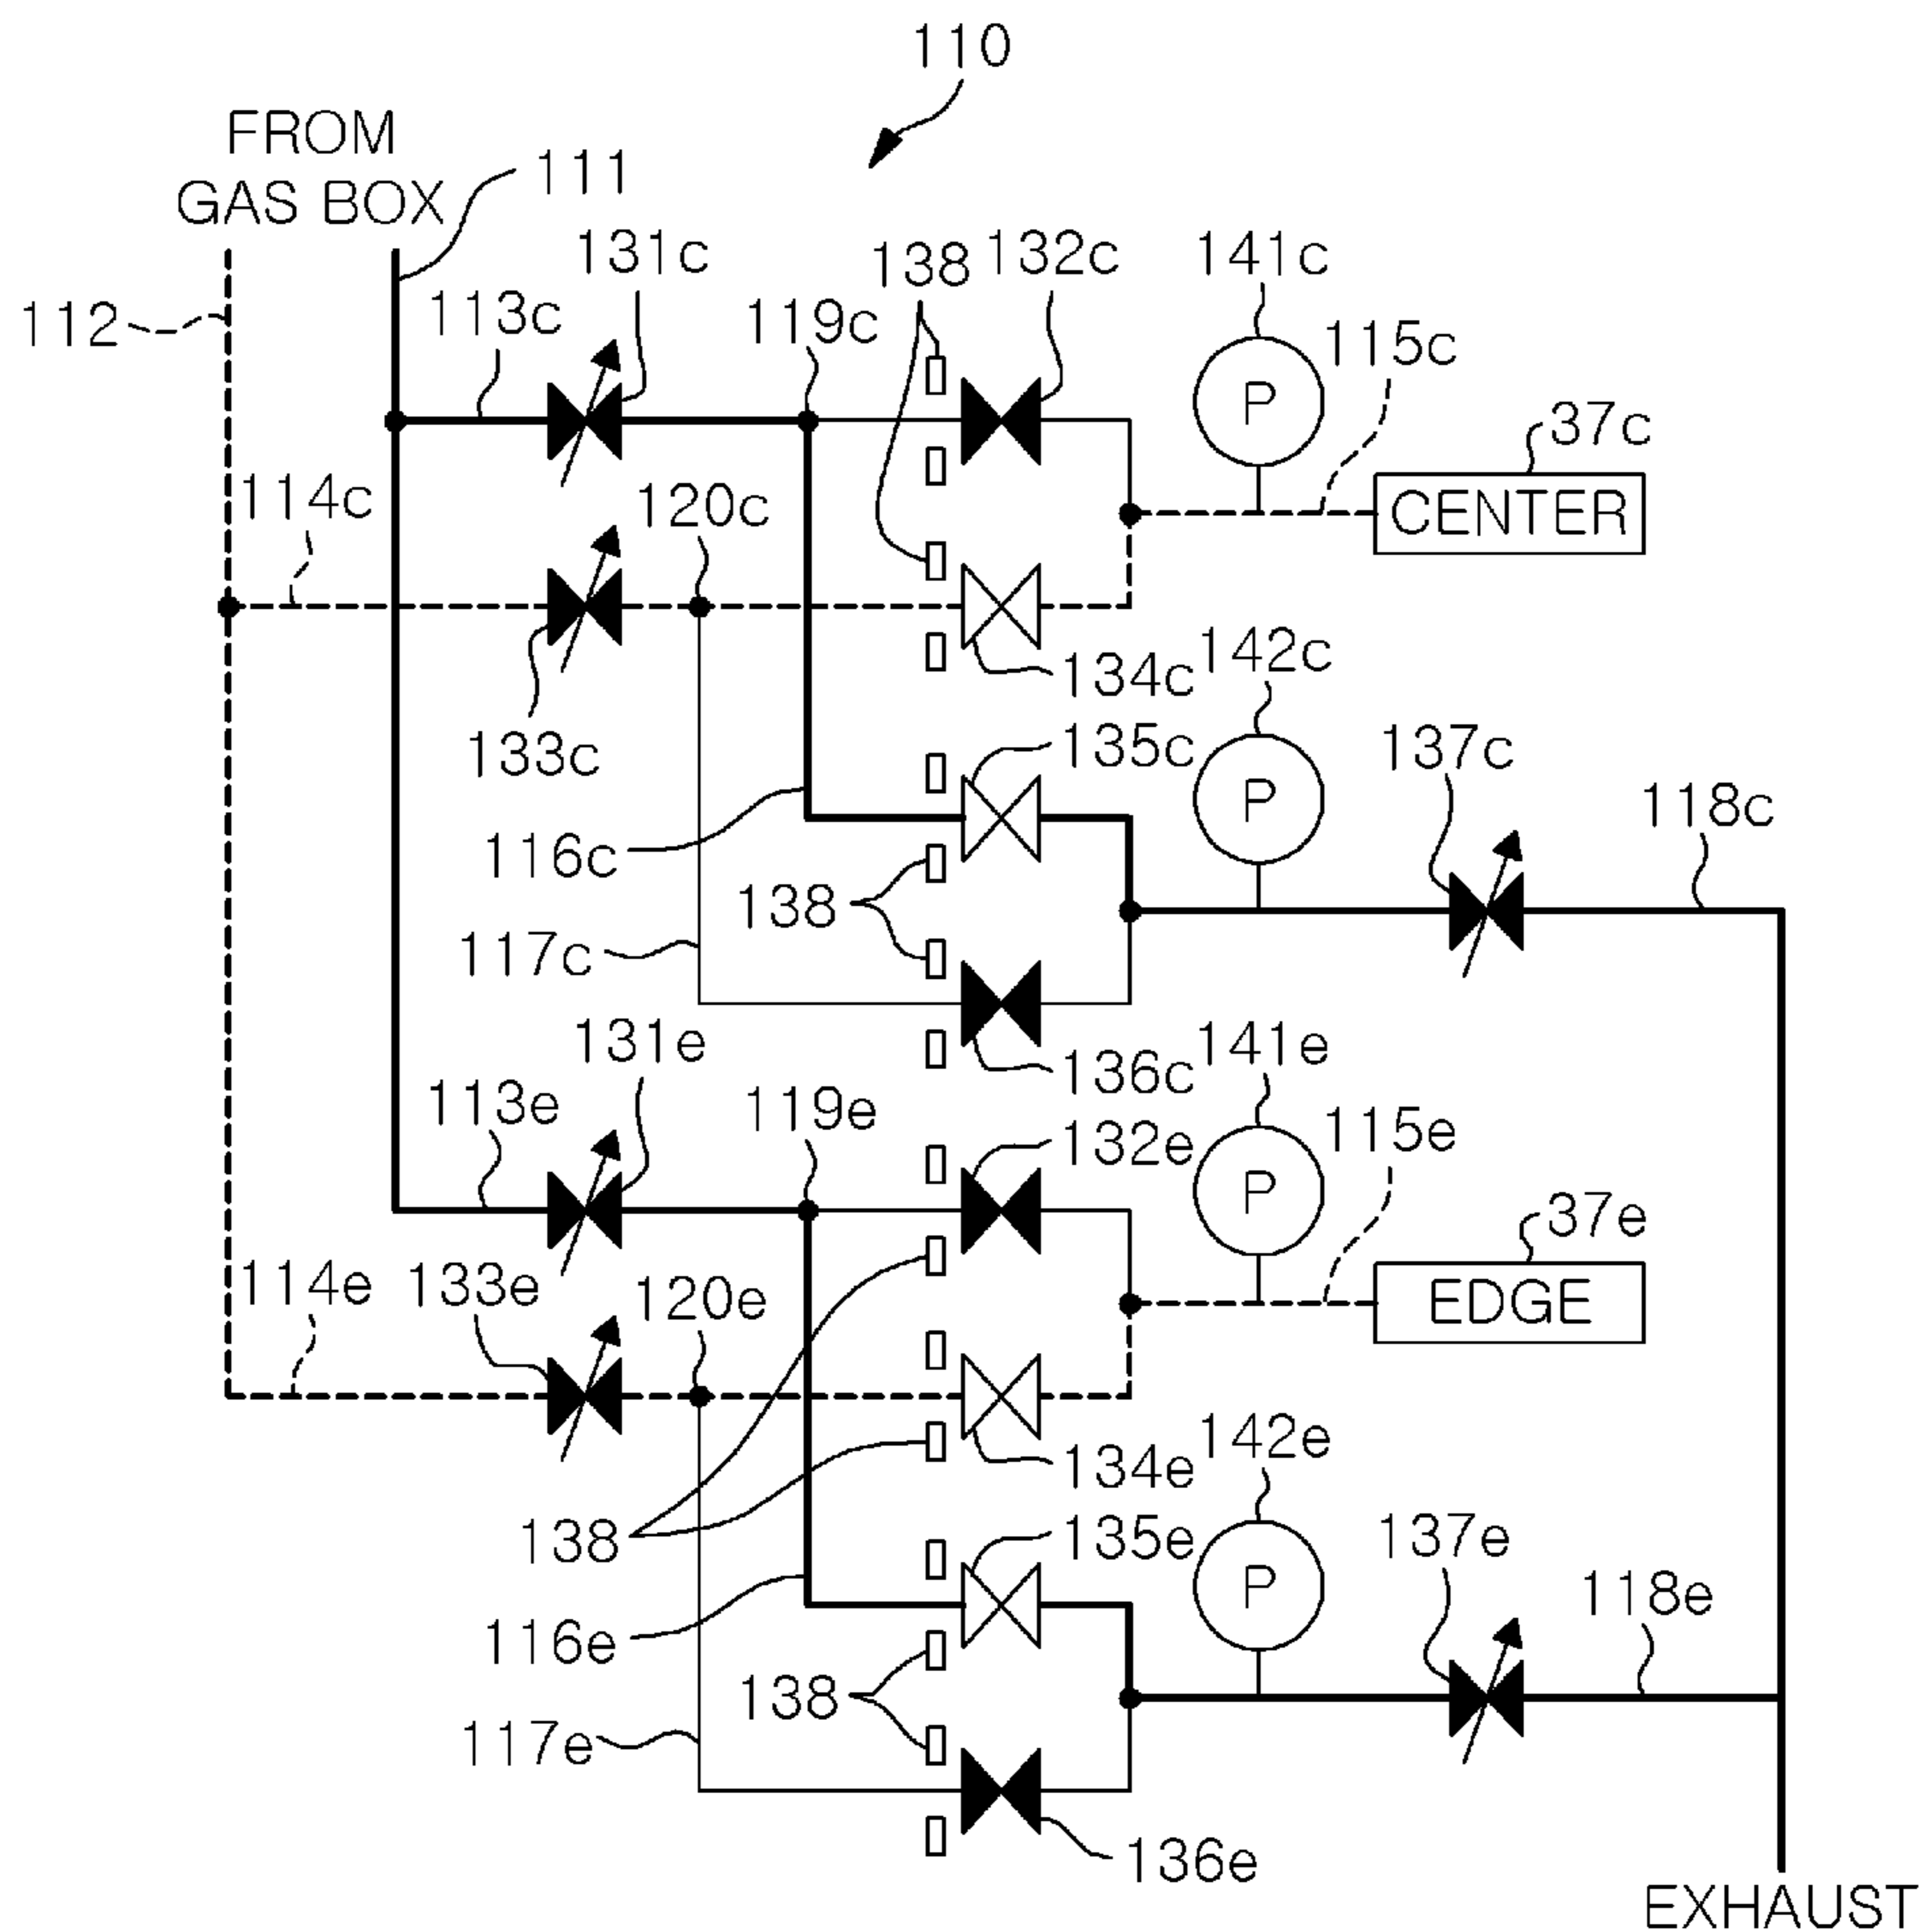 110
FROM
GAS BOX
111
131c
138
132c
141c
112
113c
119c
115c
P
37c
114c
120c
CENTER
133c
134c
142c
135c
137c
P
116c
118c
138
117c
131e
136c
141e
113e
119e
132e
115e
P
37e
114e
133e
120e
EDGE
134e
142e
138
135e
137e
P
118e
116e
138
117e
136e
EXHAUST